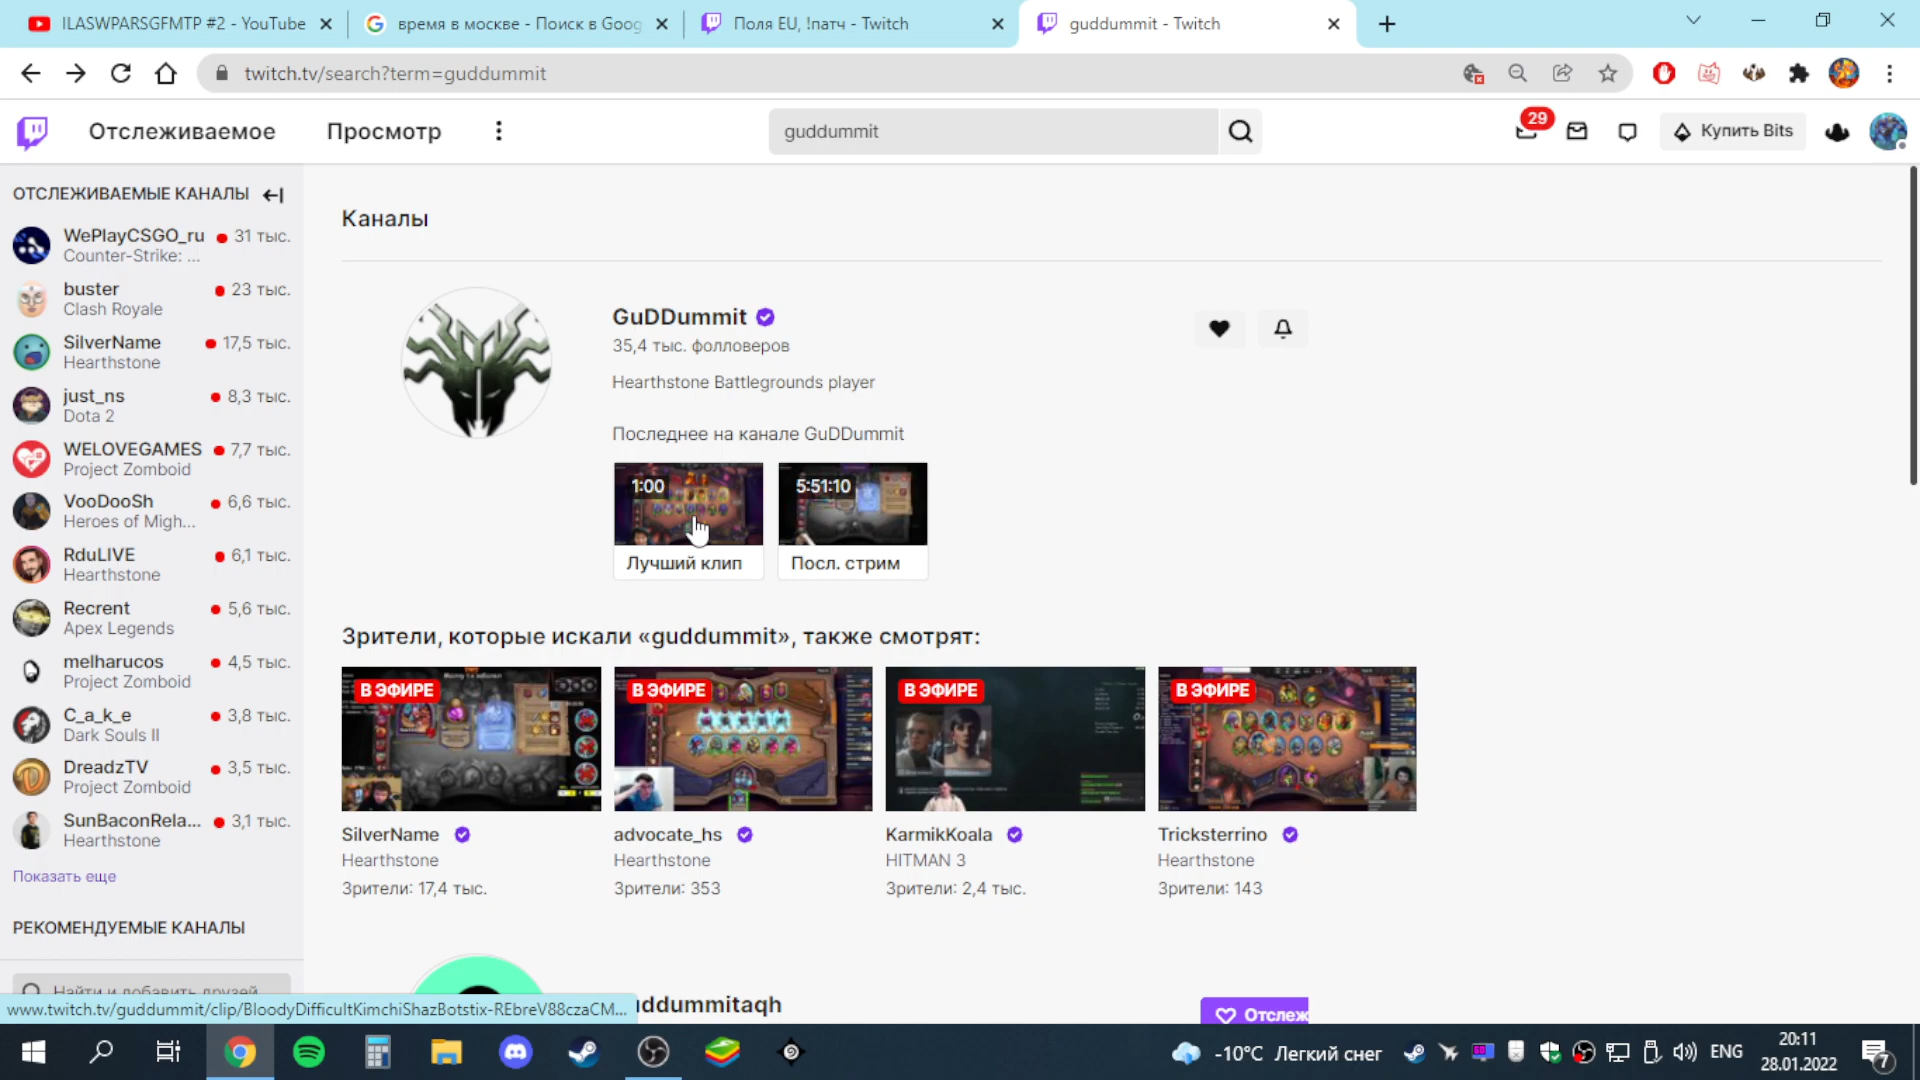 ILASWPARSGFMTP #2 - YouTube
время в москве - Поиск в Goog
Поля EU, !патч - Twitch
guddummit - Twitch
twitch.tv/search?term=guddummit
Отслеживаемое
Просмотр
guddummit
29
Купить Bits
ОТСЛЕЖИВАЕМЫЕ КАНАЛЫ
WePlayCSGO_ru
31 тыс.
Counter-Strike: ...
buster
23 тыс.
Clash Royale
SilverName
17,5 тыс.
Hearthstone
just_ns
8,3 тыс.
Dota 2
WELOVEGAMES
7,7 тыс.
Project Zomboid
VooDooSh
6,6 тыс.
Heroes of Migh...
RduLIVE
6,1 тыс.
Hearthstone
Recrent
5,6 тыс.
Apex Legends
melharucos
4,5 тыс.
Project Zomboid
C_a_k_e
3,8 тыс.
Dark Souls II
DreadzTV
3,5 тыс.
Project Zomboid
SunBaconRela...
3,1 тыс.
Hearthstone
Показать еще
РЕКОМЕНДУЕМЫЕ КАНАЛЫ
Найти и добавить друзей
www.twitch.tv/guddummit/clip/BloodyDifficultKimchiShazBotstix-REbreV88czaCM...
Каналы
GuDDummit
35,4 тыс. фолловеров
Hearthstone Battlegrounds player
Последнее на канале GuDDummit
1:00
5:51:10
Лучший клип
Посл. стрим
Зрители, которые искали «guddummit», также смотрят:
В ЭФИРЕ
В ЭФИРЕ
В ЭФИРЕ
В ЭФИРЕ
SilverName
advocate_hs
KarmikKoala
Tricksterrino
Hearthstone
Hearthstone
HITMAN 3
Hearthstone
Зрители: 17,4 тыс.
Зрители: 353
Зрители: 2,4 тыс.
Зрители: 143
uddummitaqh
Отслеж
-10°C Легкий снег
ENG
20:11
28.01.2022
7